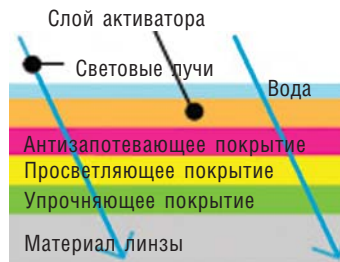 Слой активатора
Световые лучи
Вода
Антизапотевающее покрытие
Просветляющее покрытие
Упрочняющее покрытие
Материал линзы